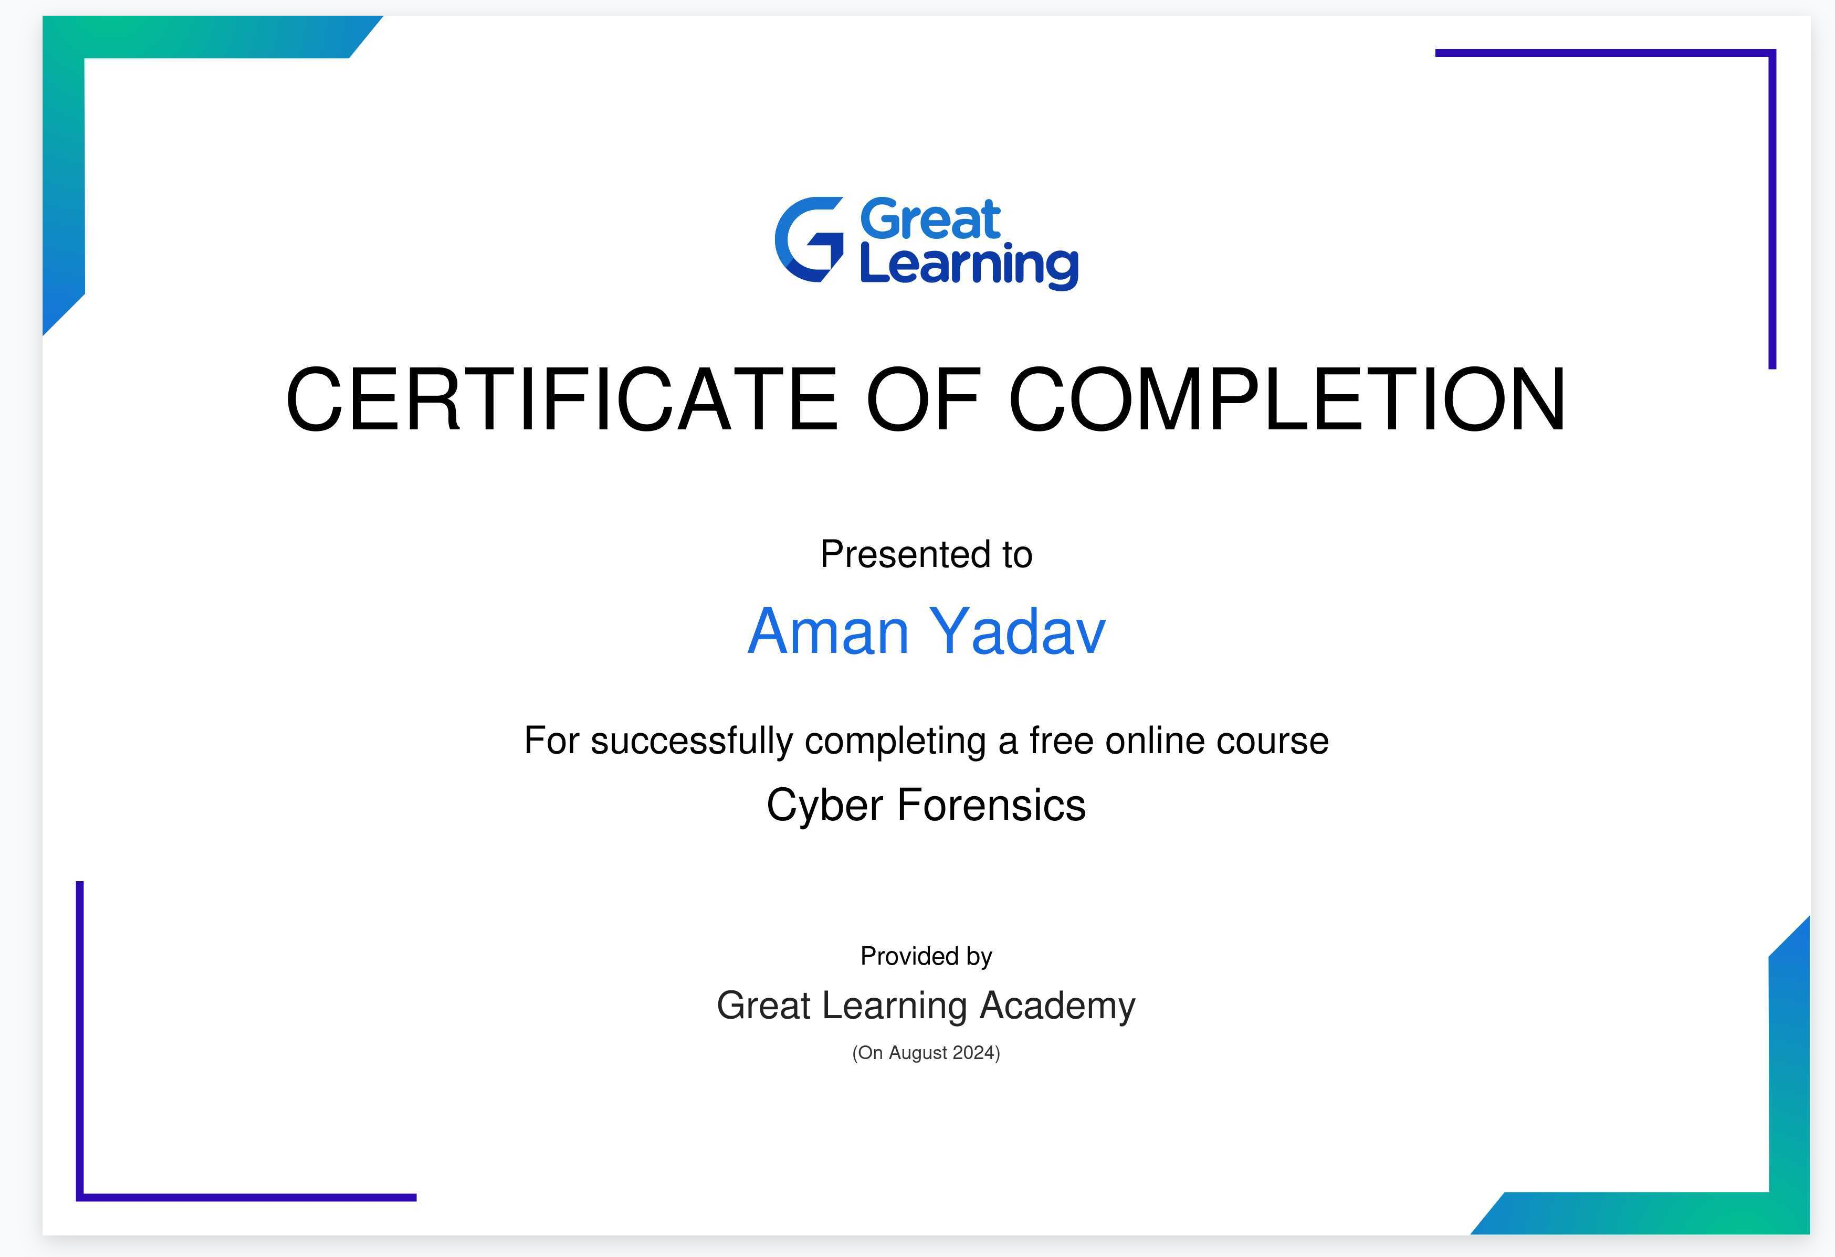 Great
Learning
CERTIFICATE OF COMPLETION
Presented to
Aman Yadav
For successfully completing a free online course
Cyber Forensics
Provided by
Great Learning Academy
(On August 2024)